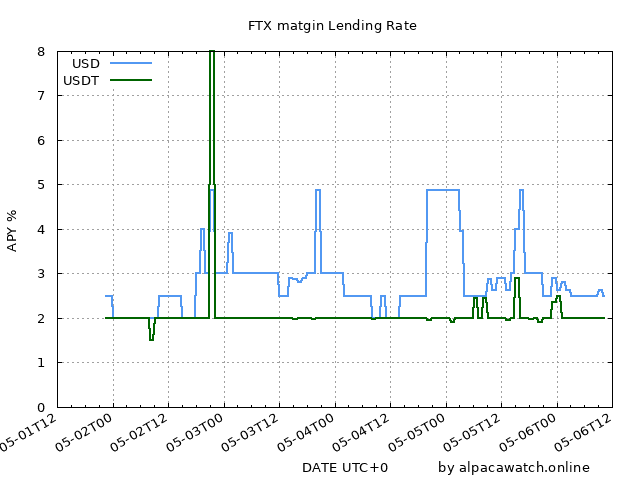 FTX matgin Lending Rate
USD
USDT
8
7
6
5
4
3
2
1
0
APY %
05-01T12
05-02T00
05-02T12
05-03T00
05-03T12
05-04T00
05-04T12
05-05T00
05-05T12
05-06T00
05-06T12
DATE UTC+0
by alpacawatch.online